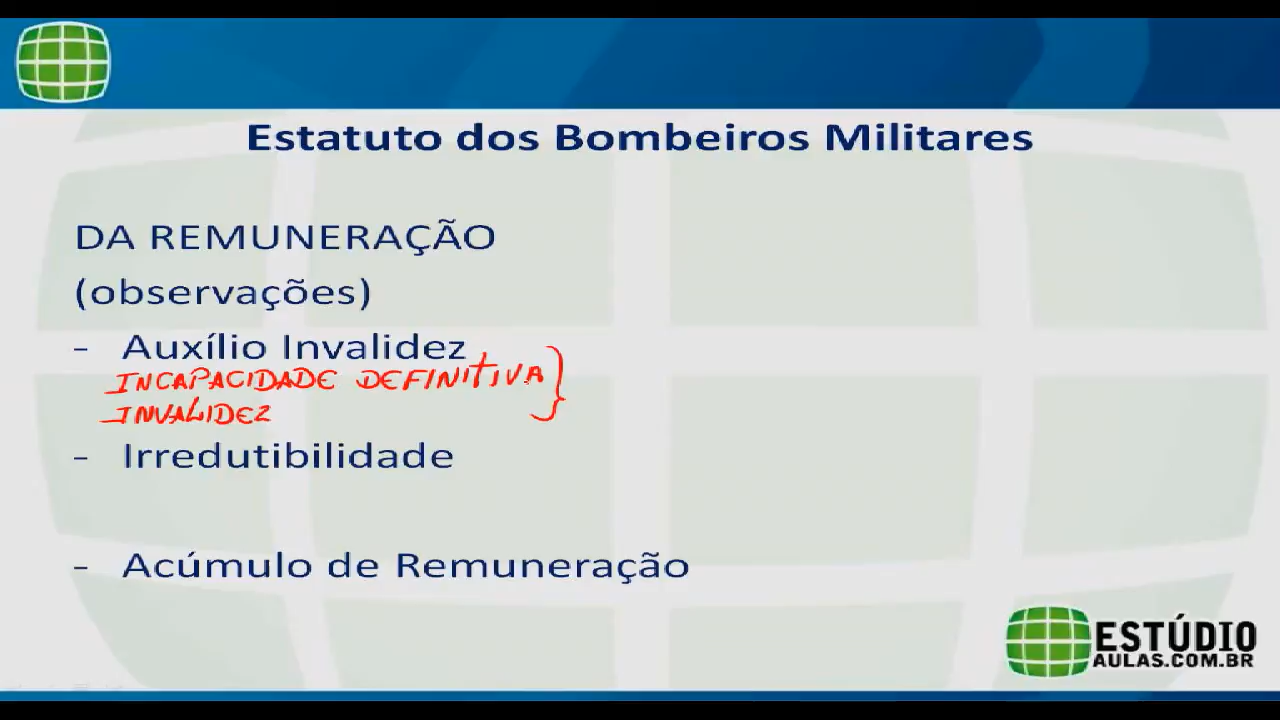 Estatuto dos Bombeiros Militares
DA REMUNERAÇÃO
(observações)
- Auxílio Invalidez
INCAPACIDADE DEFINITIVA
INVALIDEZ
- Irredutibilidade
- Acúmulo de Remuneração
ESTÚDIO
AULAS.COM.BR